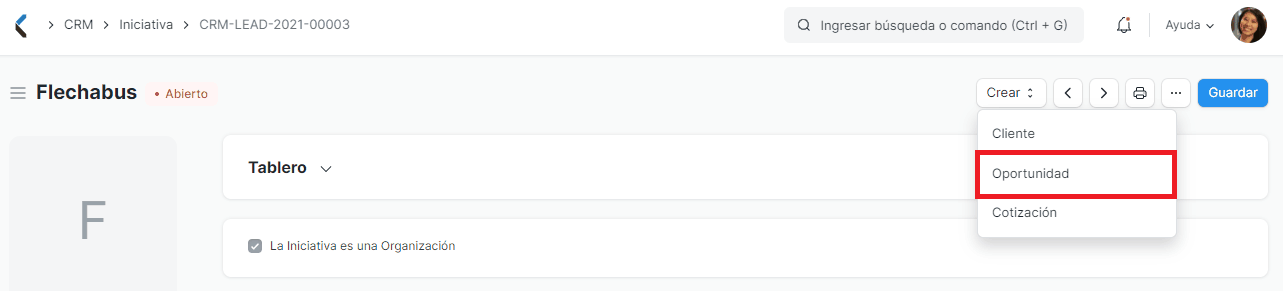 CRM Iniciativa CRM-LEAD-2021-00003 Ingresar búsqueda o comando (Ctrl + G) Ayuda
Flechabus • Abierto Crear ... Guardar
Cliente
Tablero
Oportunidad
F
Cotización
La Iniciativa es una Organización